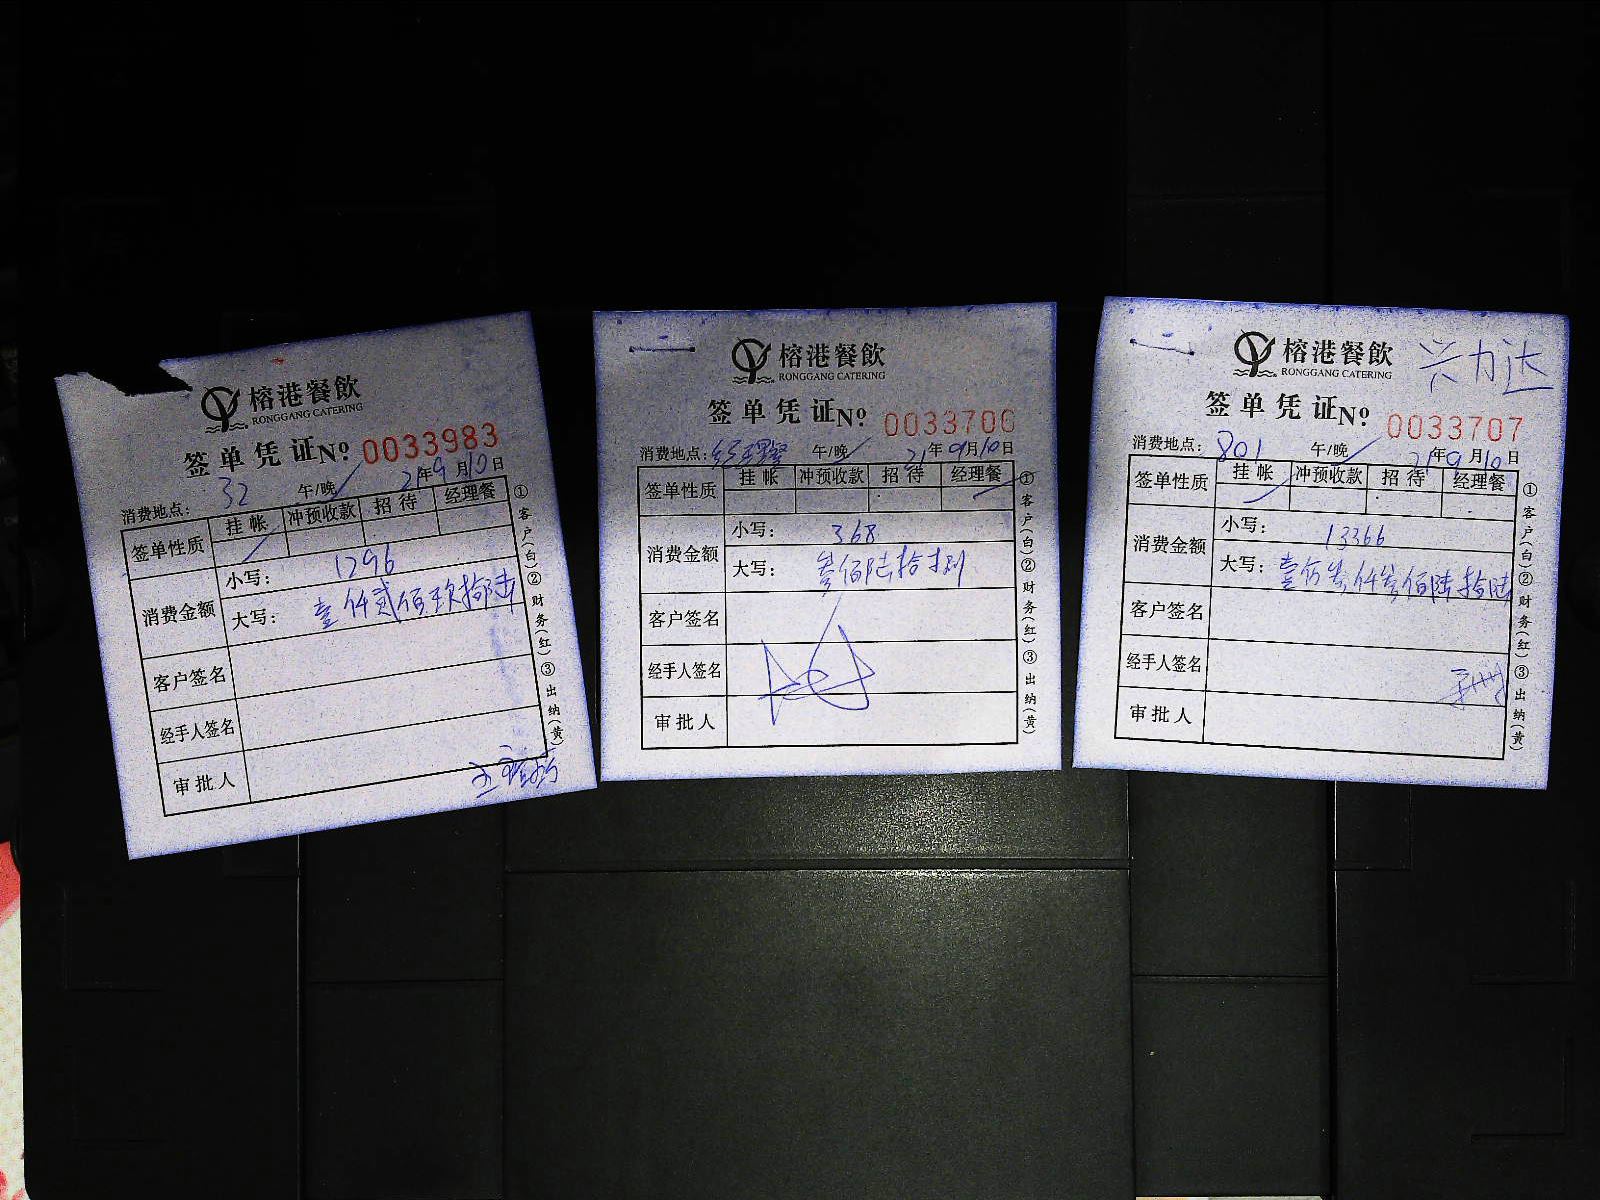 榕港餐飲
RONGGANG CATERING
签单凭证 № 0033983
消费地点: 32 午/晚 21年9月10日
签单性质 挂帐 冲预收款 招待 经理餐
消费金额
小写: 1296
大写: 壹仟贰佰玖拾陆
客户签名
经手人签名
审批人
①客户(白)②财务(红)③出纳(黄)
榕港餐飲
RONGGANG CATERING
签单凭证 № 0033706
消费地点: 经理餐 午/晚 21年9月10日
签单性质 挂帐 冲预收款 招待 经理餐
消费金额
小写: 368
大写: 叁佰陆拾捌
客户签名
经手人签名
审批人
①客户(白)②财务(红)③出纳(黄)
榕港餐飲 兴力达
RONGGANG CATERING
签单凭证 № 0033707
消费地点: 801 午/晚 21年9月10日
签单性质 挂帐 冲预收款 招待 经理餐
消费金额
小写: 13366
大写: 壹万叁仟叁佰陆拾陆
客户签名
经手人签名
审批人
①客户(白)②财务(红)③出纳(黄)